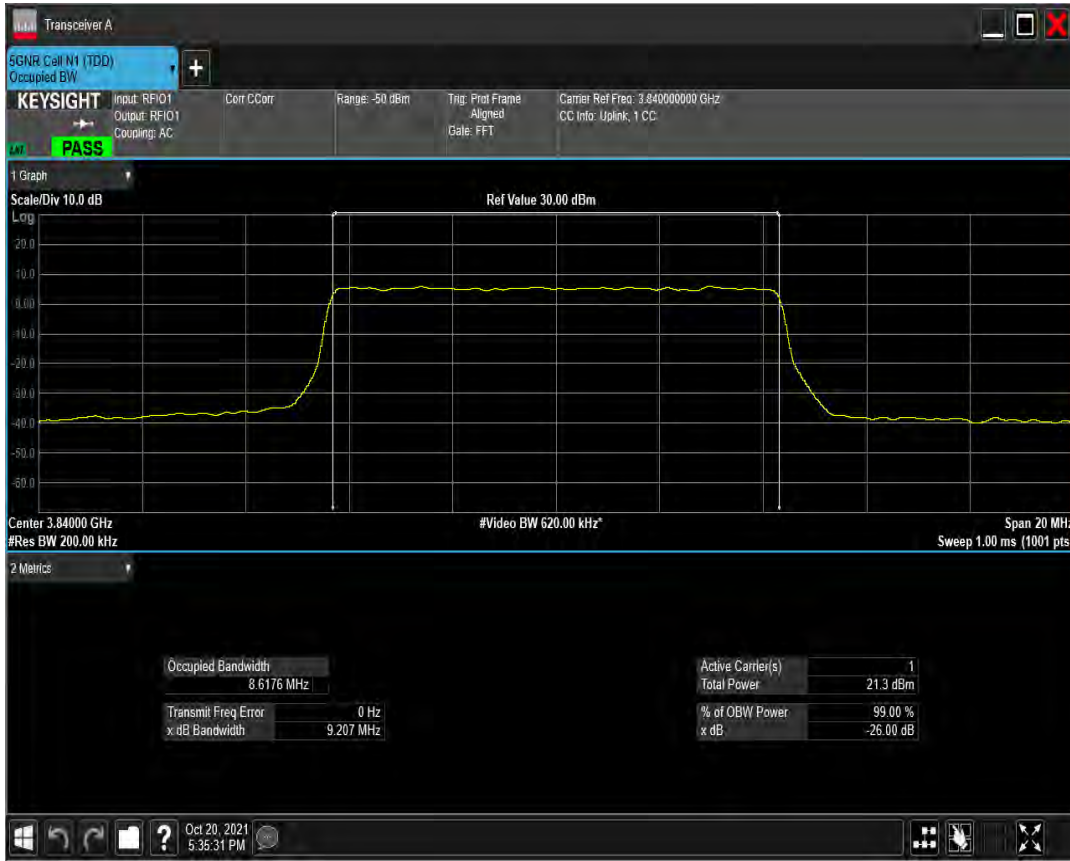 Transceiver A
5GNR Cell N1 (TDD)
Occupied BW
+
KEYSIGHT
Input: RFIO1
Output: RFIO1
Coupling: AC
Corr CCorr
Range: -50 dBm
Trig: Prot Frame
Aligned
Gate: FFT
Carrier Ref Freq: 3.840000000 GHz
CC Info: Uplink, 1 CC
PASS
1 Graph
Scale/Div 10.0 dB
Ref Value 30.00 dBm
Log
20.0
10.0
0.00
-10.0
-20.0
-30.0
-40.0
-50.0
-60.0
Center 3.84000 GHz
#Video BW 620.00 kHz*
Span 20 MHz
#Res BW 200.00 kHz
Sweep 1.00 ms (1001 pts
2 Metrics
Occupied Bandwidth
8.6176 MHz
Transmit Freq Error 0 Hz
x dB Bandwidth 9.207 MHz
Active Carrier(s) 1
Total Power 21.3 dBm
% of OBW Power 99.00 %
x dB -26.00 dB
?
Oct 20, 2021
5:35:31 PM